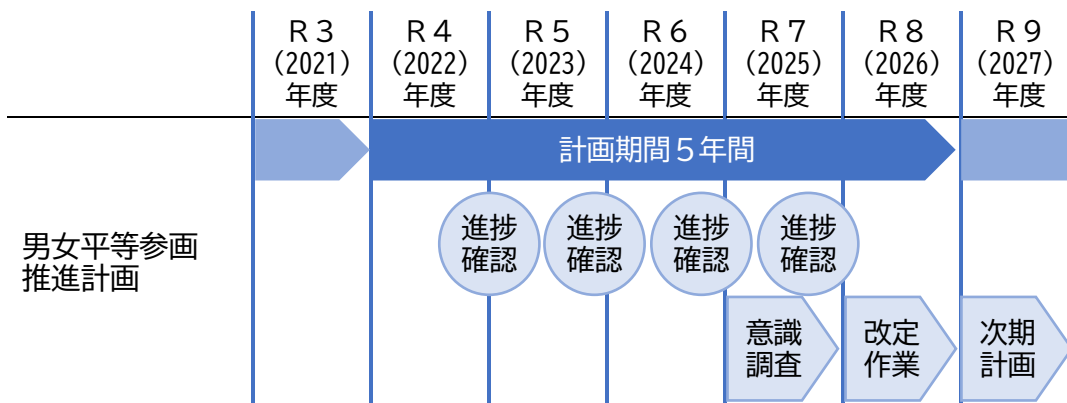 R3
(2021)
年度
R4
(2022)
年度
R5
(2023)
年度
R6
(2024)
年度
R7
(2025)
年度
R8
(2026)
年度
R9
(2027)
年度
計画期間5年間
男女平等参画
推進計画
進捗
確認
進捗
確認
進捗
確認
進捗
確認
意識
調査
改定
作業
次期
計画